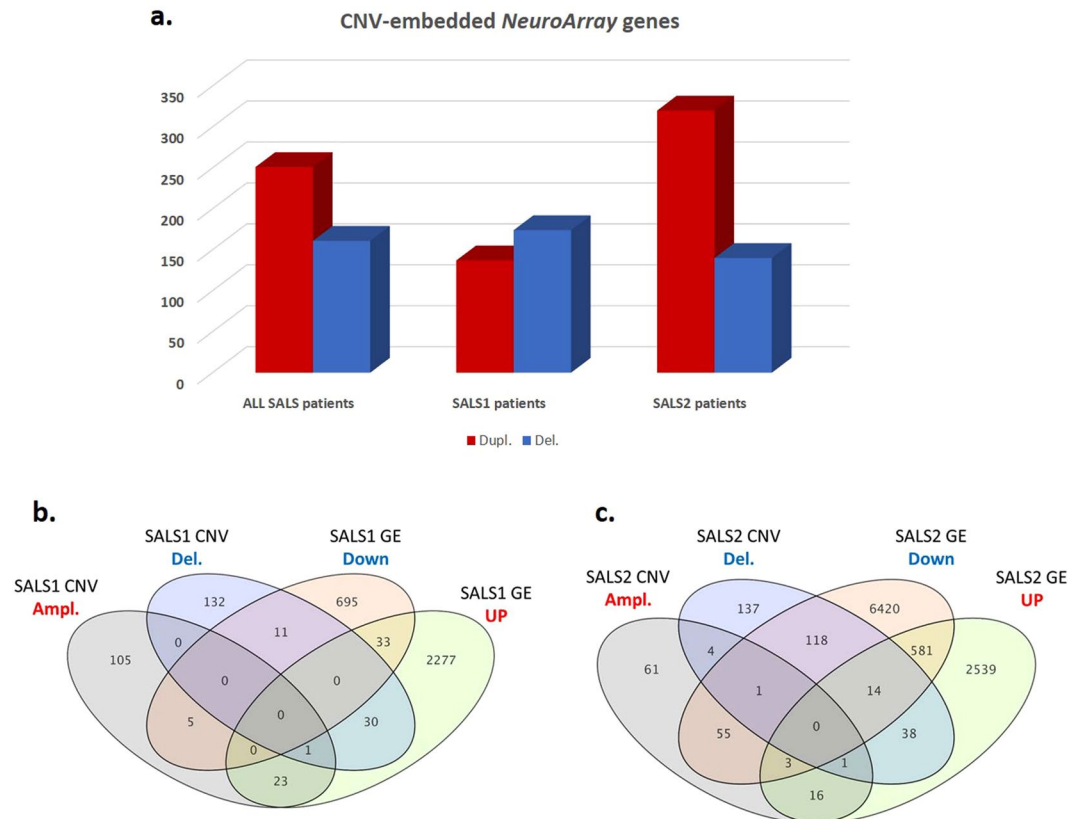 a.
CNV-embedded NeuroArray genes
350
300
250
200
150
100
50
0
ALL SALS patients
SALS1 patients
SALS2 patients
Dupl.
Del.
b.
SALS1 CNV
Ampl.
SALS1 CNV
Del.
SALS1 GE
Down
SALS1 GE
UP
132
695
105
0
11
33
2277
0
0
5
0
30
0
1
23
c.
SALS2 CNV
Ampl.
SALS2 CNV
Del.
SALS2 GE
Down
SALS2 GE
UP
137
6420
61
4
118
581
2539
1
14
55
0
38
3
1
16